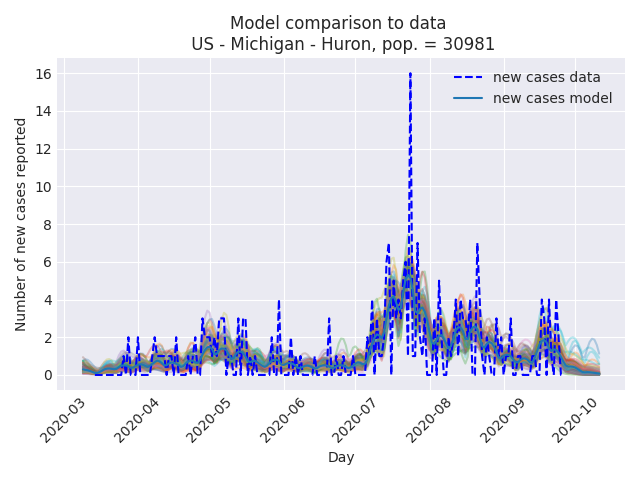 Model comparison to data
US - Michigan - Huron, pop. = 30981
new cases data
new cases model
Number of new cases reported
16
14
12
10
8
6
4
2
0
2020-03
2020-04
2020-05
2020-06
2020-07
2020-08
2020-09
2020-10
Day